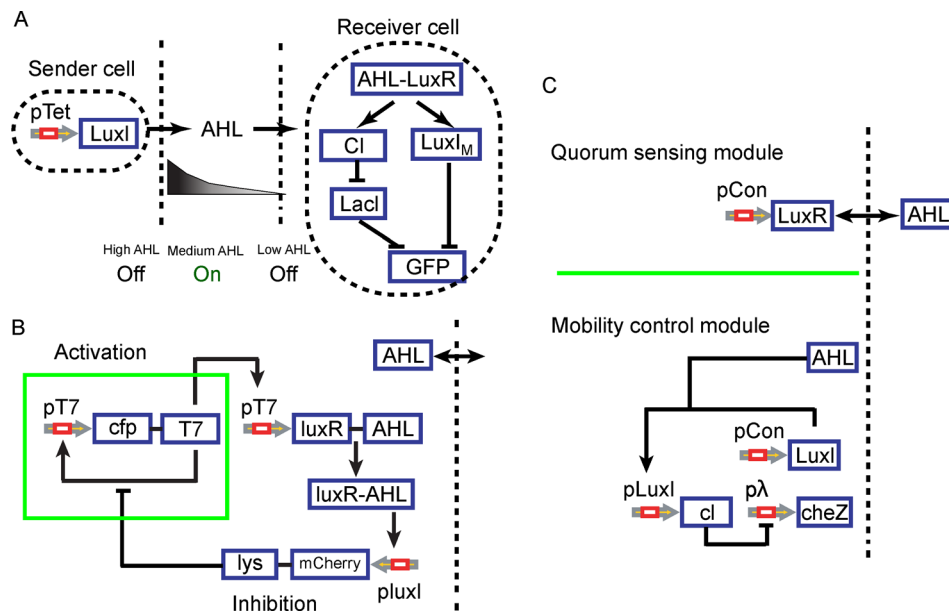 A
Sender cell
pTet
LuxI
AHL
Receiver cell
AHL-LuxR
CI
LuxI_M
LacI
GFP
High AHL
Medium AHL
Low AHL
Off
On
Off
B
Activation
pT7
cfp
T7
pT7
luxR
AHL
AHL
luxR-AHL
lys
mCherry
pluxI
Inhibition
C
Quorum sensing module
pCon
LuxR
AHL
Mobility control module
AHL
pCon
LuxI
pLuxI
cI
pλ
cheZ